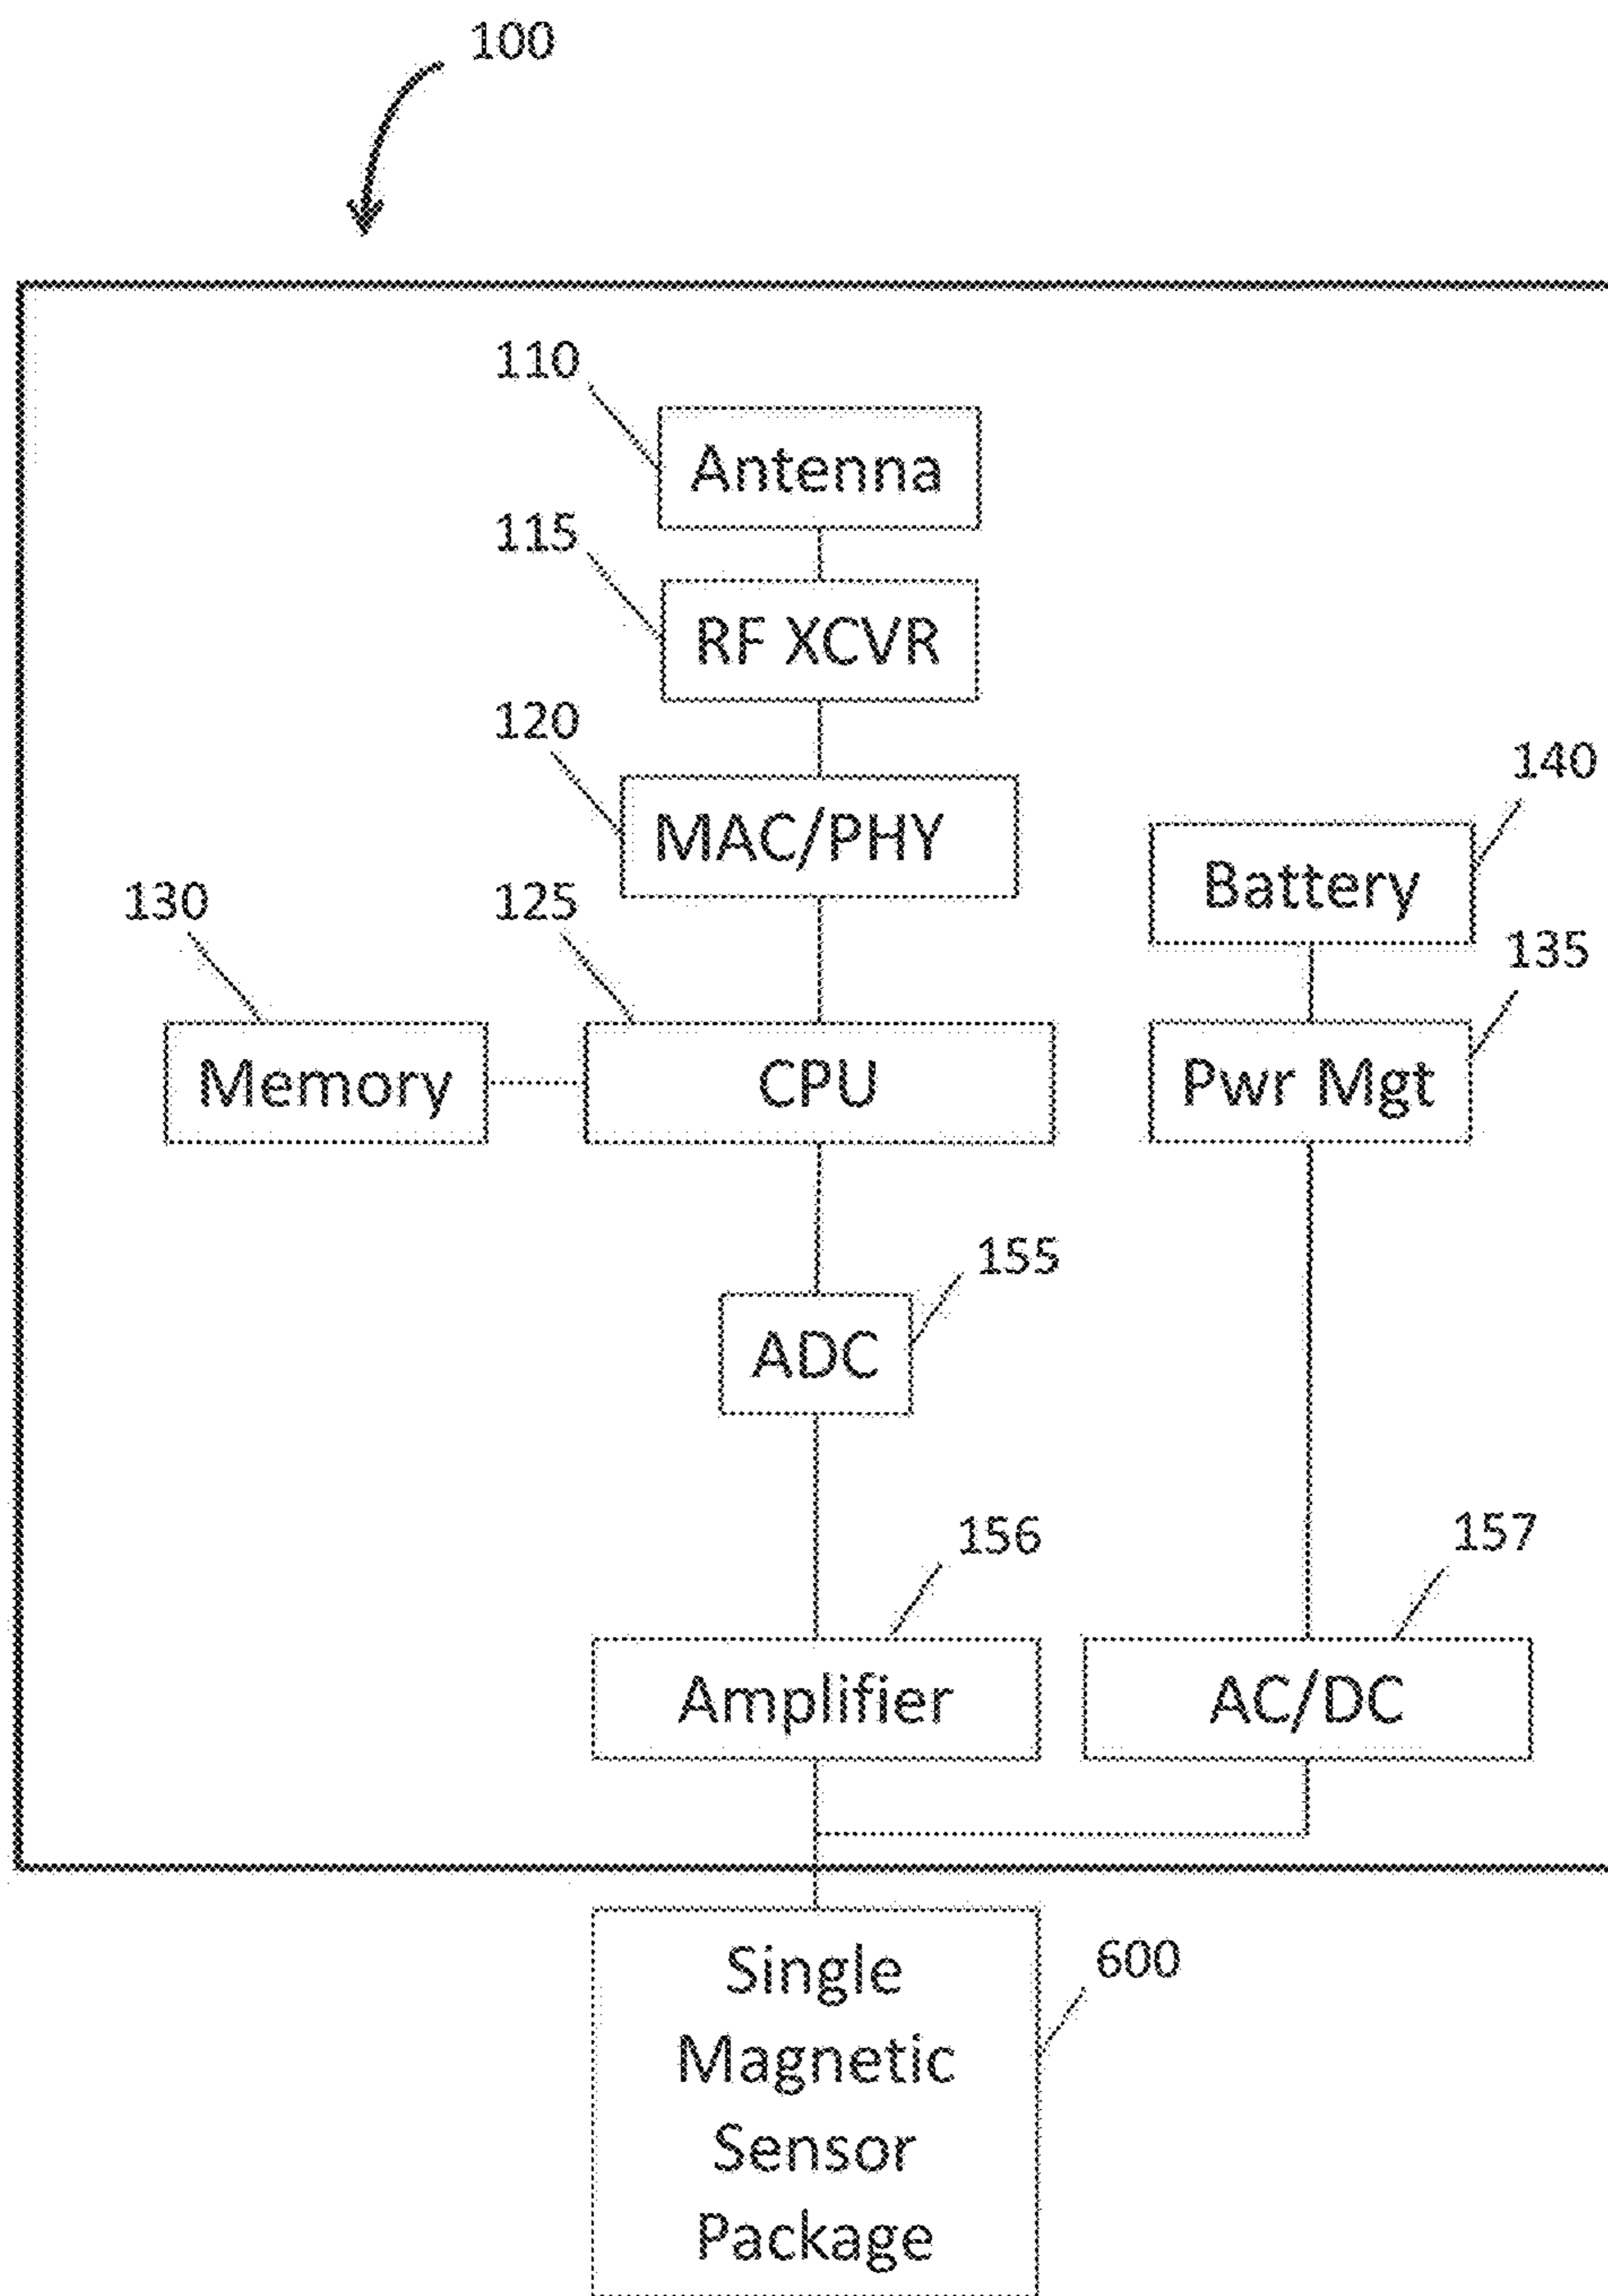 100
110
Antenna
115
RF XCVR
120
MAC/PHY
140
Battery
130
125
135
Memory
CPU
Pwr Mgt
155
ADC
156
157
Amplifier
AC/DC
600
Single
Magnetic
Sensor
Package